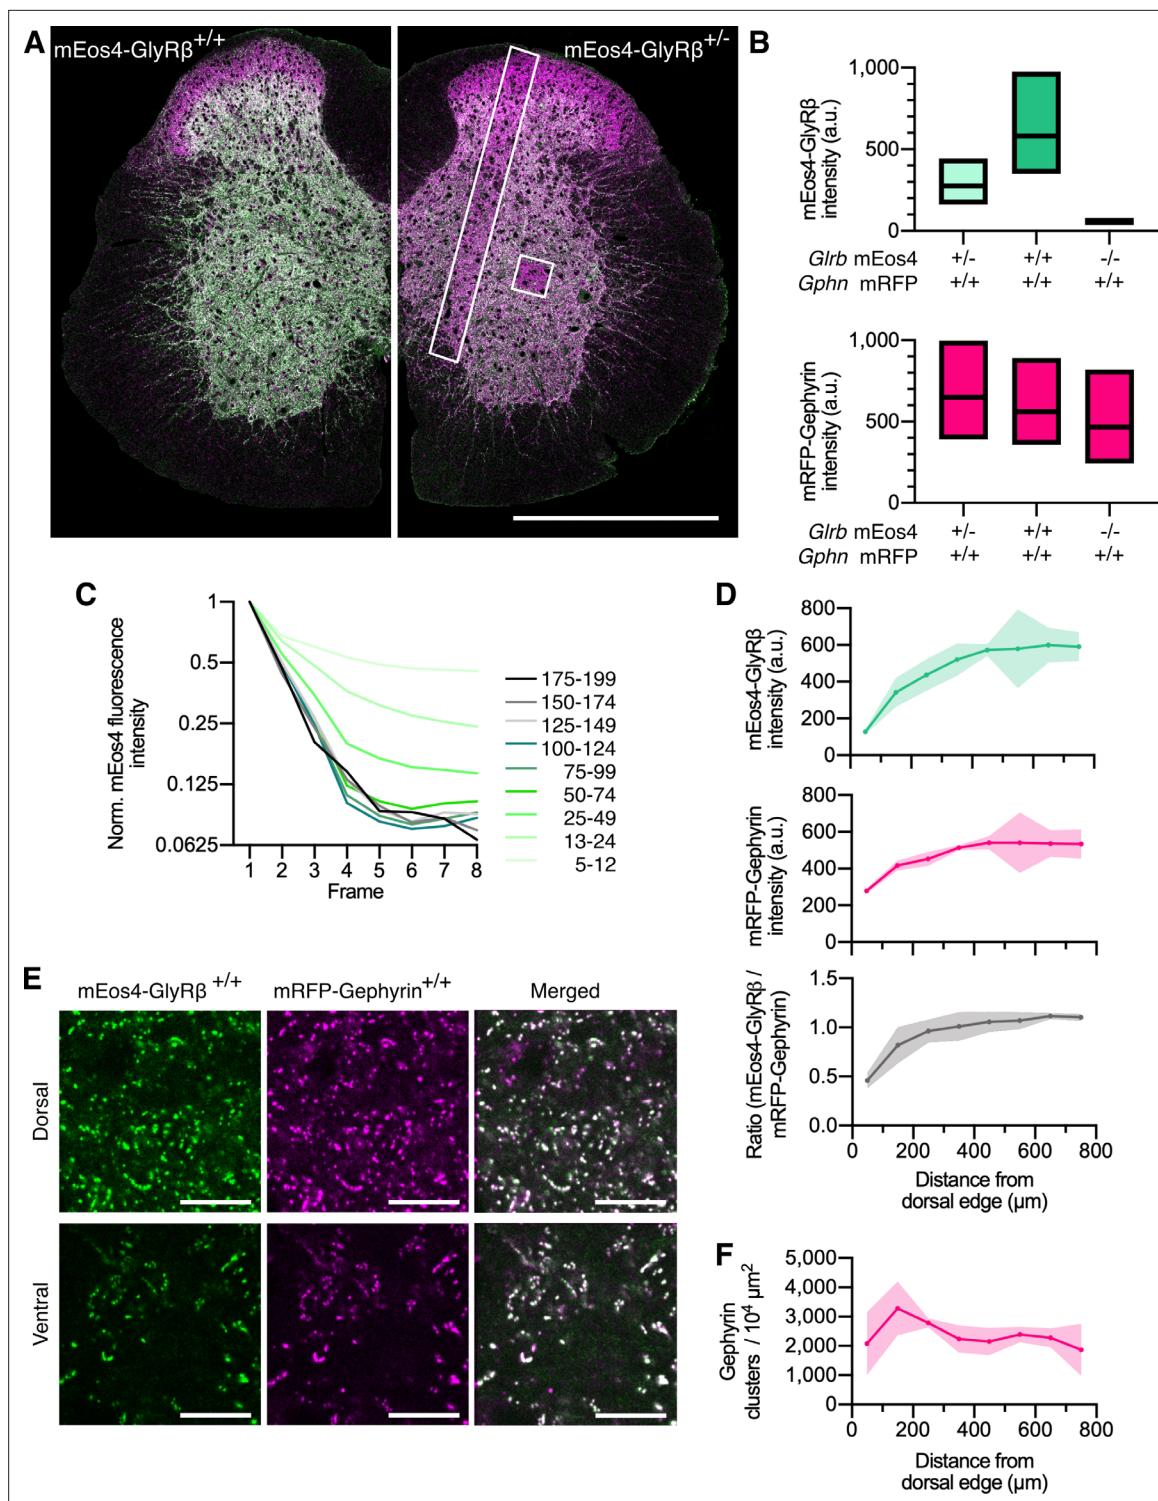 A
mEos4-GlyRβ+/+
mEos4-GlyRβ+/-
B
1,000
500
0
mEos4-GlyRβ
intensity (a.u.)
Glrb mEos4 +/- +/+ -/-
Gphn mRFP +/+ +/+ +/+
1,000
500
0
mRFP-Gephyrin
intensity (a.u.)
Glrb mEos4 +/- +/+ -/-
Gphn mRFP +/+ +/+ +/+
C
Norm. mEos4 fluorescence
intensity
1
0.5
0.25
0.125
0.0625
1 2 3 4 5 6 7 8
Frame
175-199
150-174
125-149
100-124
75-99
50-74
25-49
13-24
5-12
D
mEos4-GlyRβ
intensity (a.u.)
800
600
400
200
0
mRFP-Gephyrin
intensity (a.u.)
800
600
400
200
0
Ratio (mEos4-GlyRβ /
mRFP-Gephyrin)
1.5
1.0
0.5
0.0
0 200 400 600 800
Distance from
dorsal edge (μm)
E
mEos4-GlyRβ+/+ mRFP-Gephyrin+/+ Merged
Dorsal
Ventral
F
Gephyrin
clusters / 10⁴ μm²
5,000
4,000
3,000
2,000
1,000
0
0 200 400 600 800
Distance from
dorsal edge (μm)